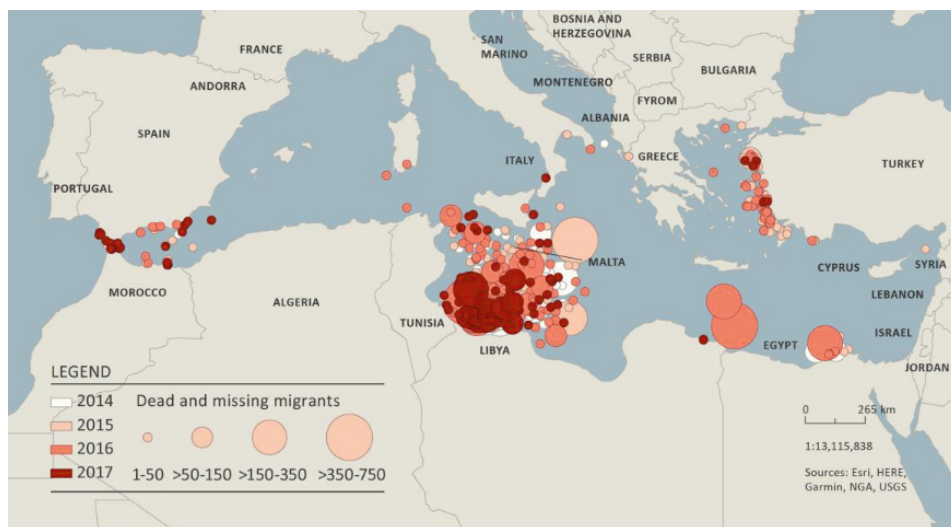 BOSNIA AND
HERZEGOVINA
FRANCE
SAN
MARINO
SERBIA
ANDORRA
MONTENEGRO
BULGARIA
FYROM
ALBANIA
SPAIN
ITALY
GREECE
TURKEY
PORTUGAL
MALTA
CYPRUS
SYRIA
MOROCCO
ALGERIA
LEBANON
TUNISIA
LIBYA
EGYPT
ISRAEL
JORDAN
LEGEND
2014
2015
2016
2017
Dead and missing migrants
1-50 >50-150 >150-350 >350-750
0 265 km
1:13,115,838
Sources: Esri, HERE,
Garmin, NGA, USGS